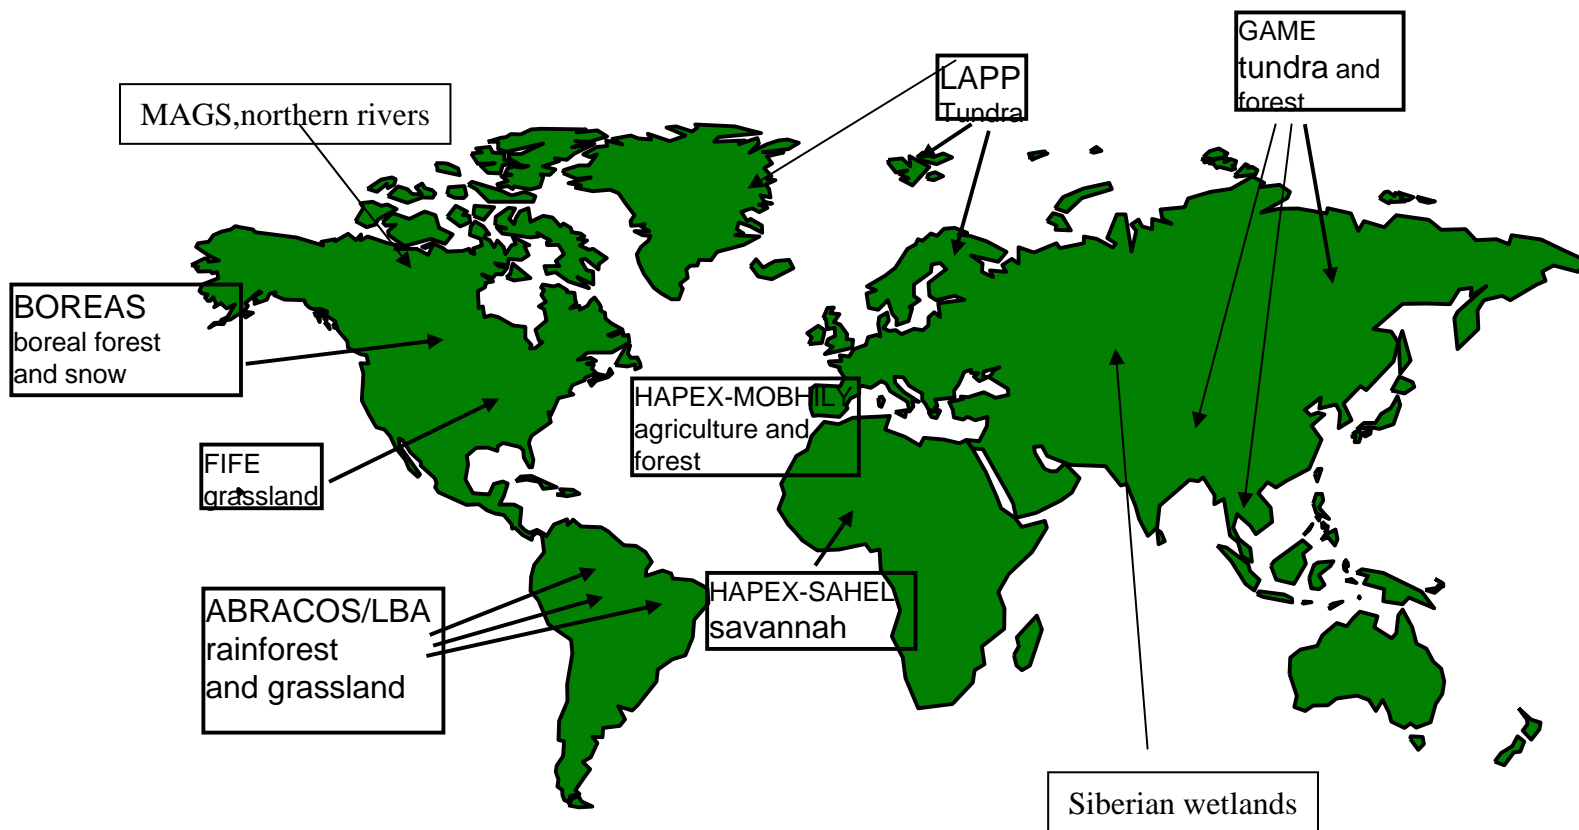 GAME
tundra and
forest
LAPP
Tundra
MAGS,northern rivers
BOREAS
boreal forest
and snow
HAPEX-MOBHILY
agriculture and
forest
FIFE
grassland
HAPEX-SAHEL
savannah
ABRACOS/LBA
rainforest
and grassland
Siberian wetlands